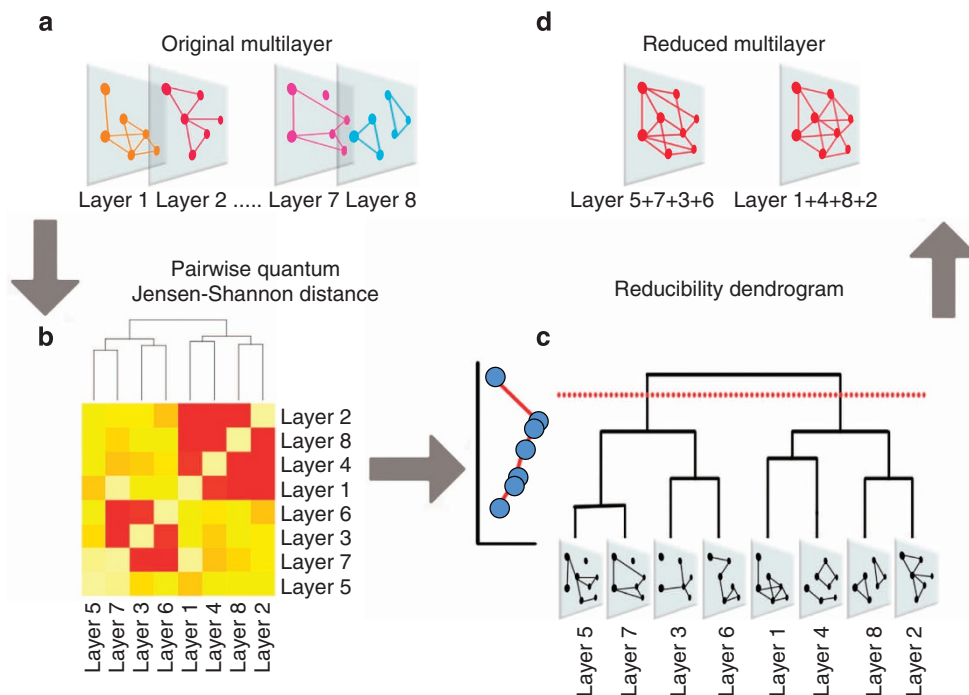 a
Original multilayer
Layer 1 Layer 2 ..... Layer 7 Layer 8
d
Reduced multilayer
Layer 5+7+3+6
Layer 1+4+8+2
Pairwise quantum
Jensen-Shannon distance
b
Layer 2
Layer 8
Layer 4
Layer 1
Layer 6
Layer 3
Layer 7
Layer 5
Layer 5
Layer 7
Layer 3
Layer 6
Layer 1
Layer 4
Layer 8
Layer 2
Reducibility dendrogram
c
Layer 5
Layer 7
Layer 3
Layer 6
Layer 1
Layer 4
Layer 8
Layer 2